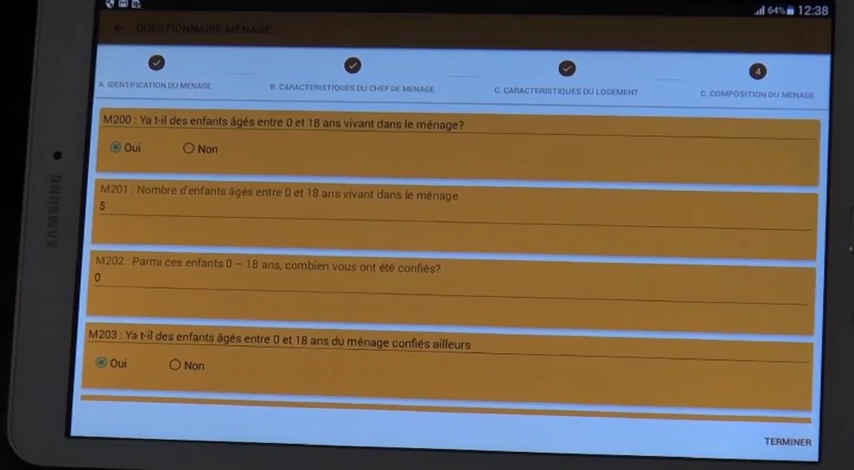 64% 12:38
QUESTIONNAIRE MENAGE
4
A. IDENTIFICATION DU MENAGE
B. CARACTERISTIQUES DU CHEF DE MENAGE
C. CARACTERISTIQUES DU LOGEMENT
C. COMPOSITION DU MENAGE
M200 : Ya t-il des enfants âgés entre 0 et 18 ans vivant dans le ménage?
Oui Non
M201 : Nombre d'enfants âgés entre 0 et 18 ans vivant dans le ménage
5
M202 : Parmi ces enfants 0 – 18 ans, combien vous ont été confiés?
0
M203 : Ya t-il des enfants âgés entre 0 et 18 ans du ménage confiés ailleurs
Oui Non
TERMINER
SAMSUNG